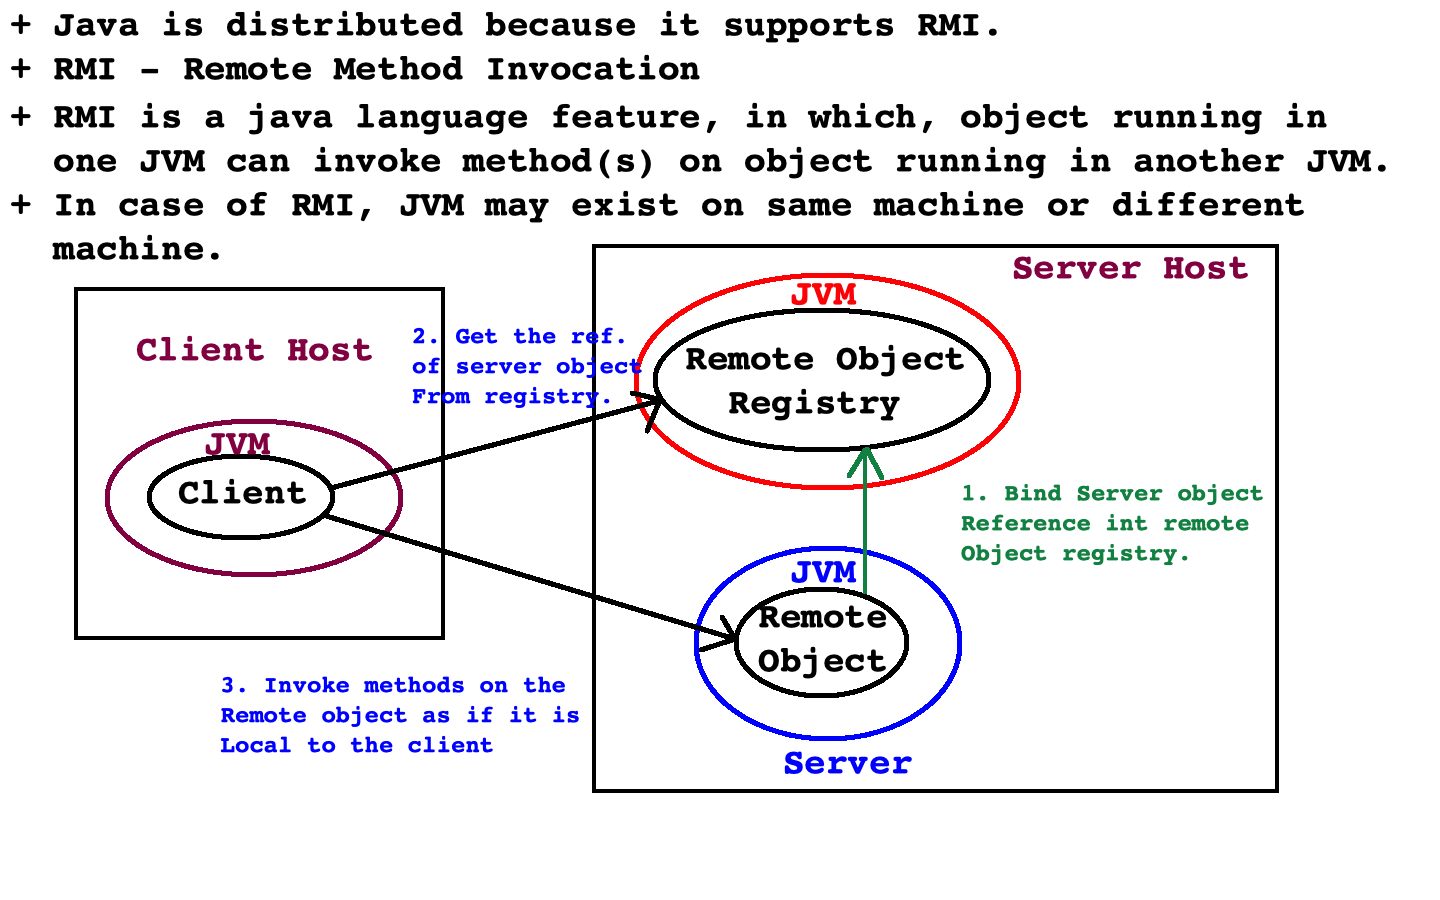 + Java is distributed because it supports RMI.
+ RMI – Remote Method Invocation
+ RMI is a java language feature, in which, object running in
one JVM can invoke method(s) on object running in another JVM.
+ In case of RMI, JVM may exist on same machine or different
machine.
Server Host
JVM
Remote Object
Registry
Client Host
2. Get the ref.
of server object
From registry.
JVM
Client
1. Bind Server object
Reference int remote
Object registry.
JVM
Remote
Object
Server
3. Invoke methods on the
Remote object as if it is
Local to the client